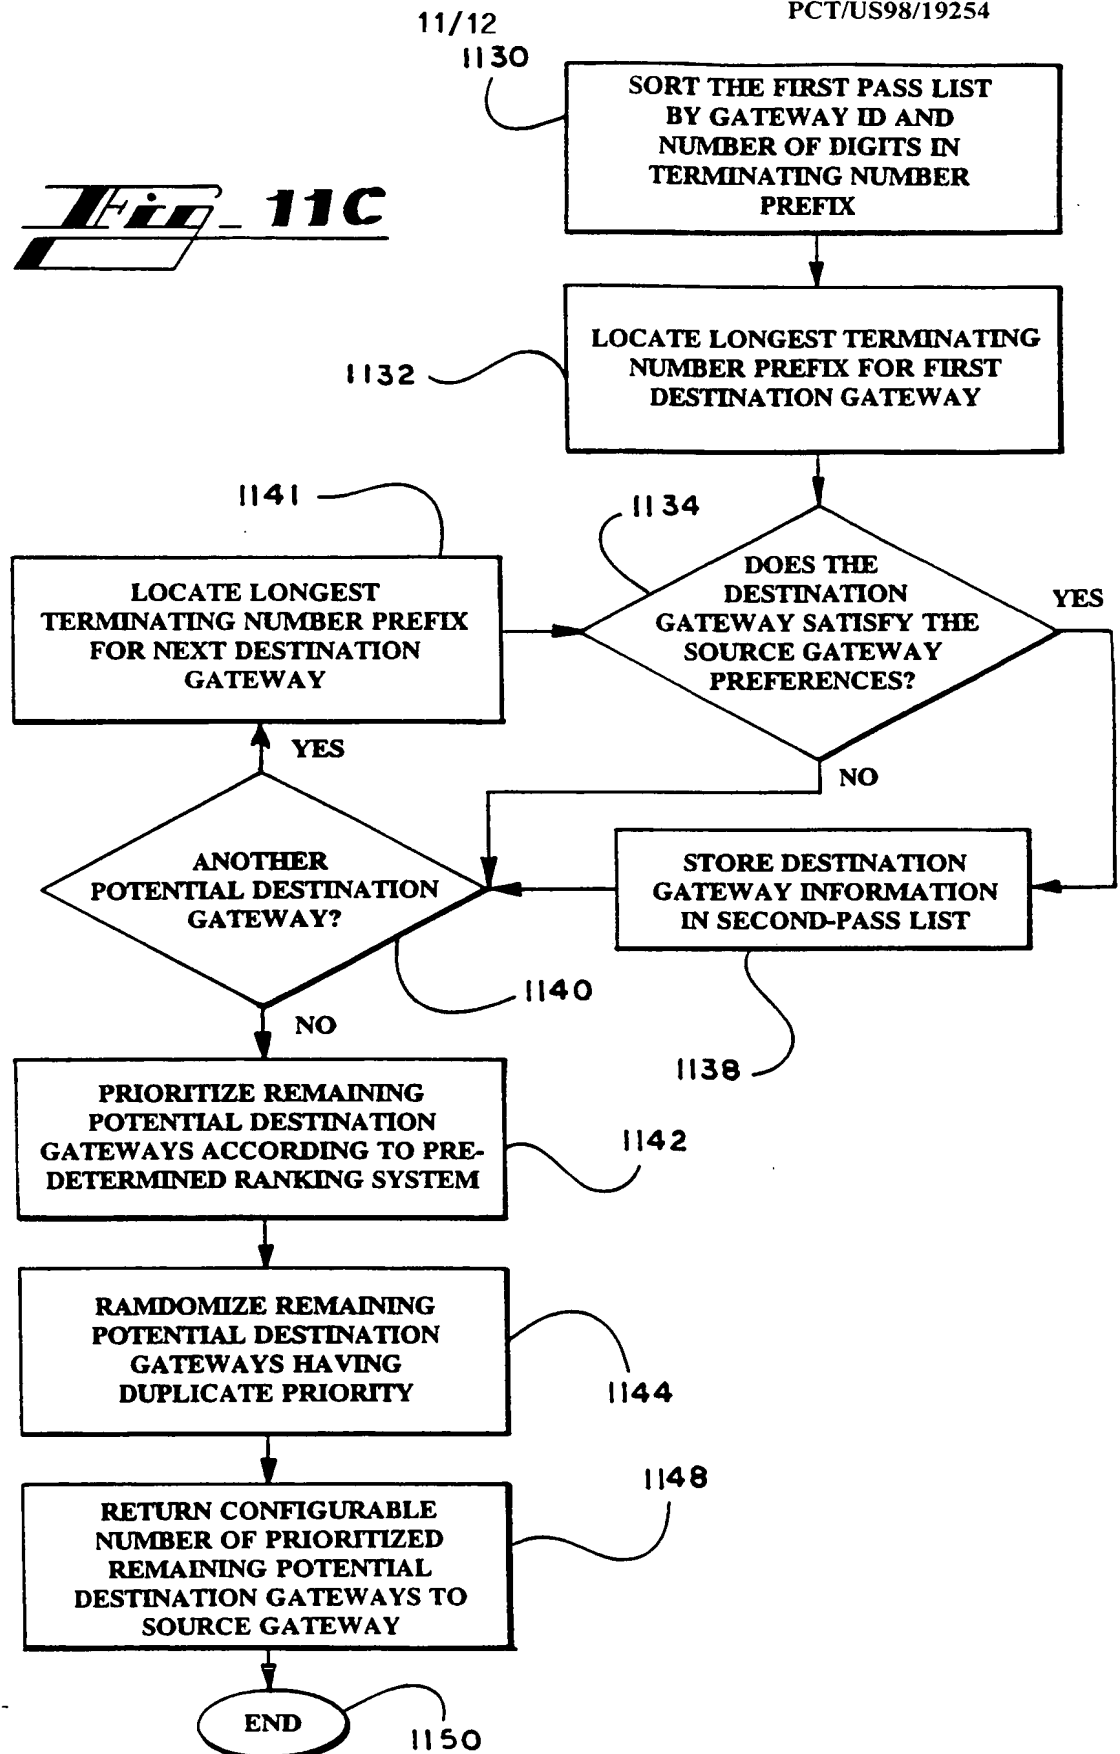 11/12
PCT/US98/19254
1130
SORT THE FIRST PASS LIST
BY GATEWAY ID AND
NUMBER OF DIGITS IN
TERMINATING NUMBER
PREFIX
Fig_ 11C
1132
LOCATE LONGEST TERMINATING
NUMBER PREFIX FOR FIRST
DESTINATION GATEWAY
1141
1134
LOCATE LONGEST
TERMINATING NUMBER PREFIX
FOR NEXT DESTINATION
GATEWAY
DOES THE
DESTINATION
GATEWAY SATISFY THE
SOURCE GATEWAY
PREFERENCES?
YES
YES
NO
ANOTHER
POTENTIAL DESTINATION
GATEWAY?
STORE DESTINATION
GATEWAY INFORMATION
IN SECOND-PASS LIST
1140
NO
1138
PRIORITIZE REMAINING
POTENTIAL DESTINATION
GATEWAYS ACCORDING TO PRE-
DETERMINED RANKING SYSTEM
1142
RAMDOMIZE REMAINING
POTENTIAL DESTINATION
GATEWAYS HAVING
DUPLICATE PRIORITY
1144
1148
RETURN CONFIGURABLE
NUMBER OF PRIORITIZED
REMAINING POTENTIAL
DESTINATION GATEWAYS TO
SOURCE GATEWAY
END
1150